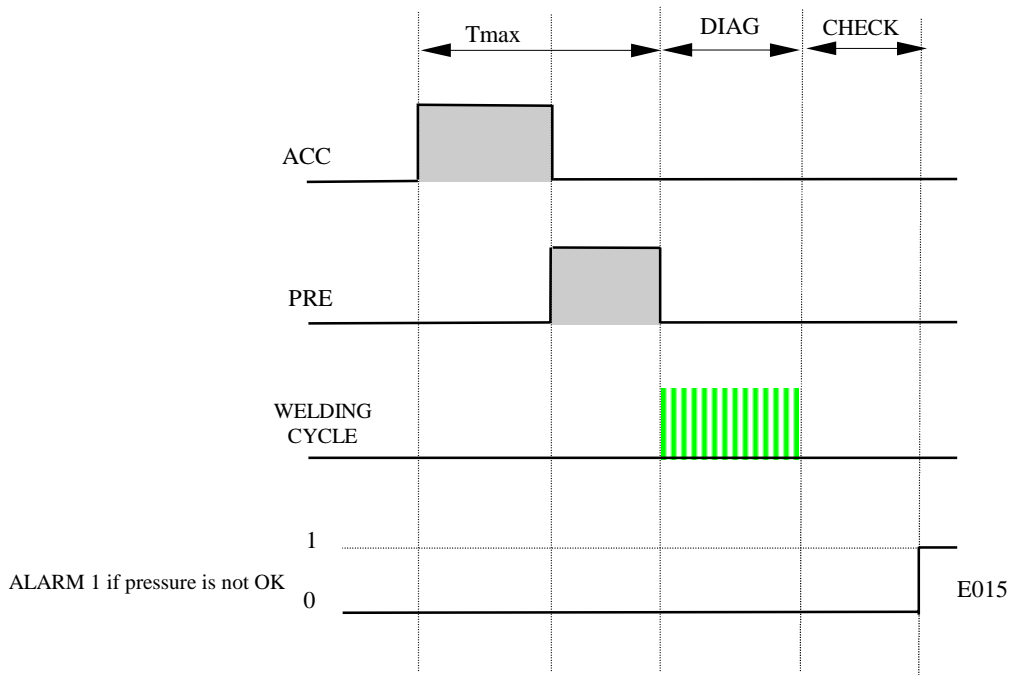 Tmax
DIAG
CHECK
ACC
PRE
WELDING
CYCLE
1
ALARM 1 if pressure is not OK
0
E015